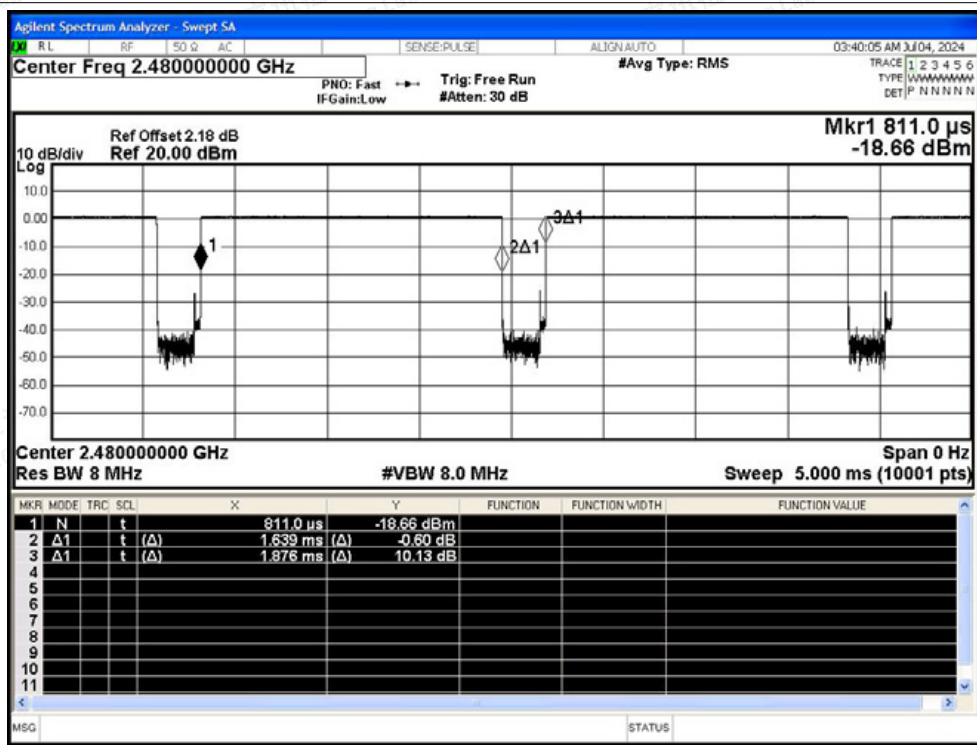 Agilent Spectrum Analyzer - Swept SA
RL RF 50 Ω AC SENSE:PULSE ALIGN AUTO 03:40:05 AM Jul 04, 2024
Center Freq 2.480000000 GHz #Avg Type: RMS TRACE 1 2 3 4 5 6
PNO: Fast Trig: Free Run TYPE WWWWWW
IFGain:Low #Atten: 30 dB DET P N N N N N
Ref Offset 2.18 dB Mkr1 811.0 µs
10 dB/div Ref 20.00 dBm -18.66 dBm
Log
10.0
0.00 3Δ1
-10.0 1 2Δ1
-20.0
-30.0
-40.0
-50.0
-60.0
-70.0
Center 2.480000000 GHz Span 0 Hz
Res BW 8 MHz #VBW 8.0 MHz Sweep 5.000 ms (10001 pts)
MKR MODE TRC SCL X Y FUNCTION FUNCTION WIDTH FUNCTION VALUE
1 N t 811.0 µs -18.66 dBm
2 Δ1 t (Δ) 1.639 ms (Δ) -0.60 dB
3 Δ1 t (Δ) 1.876 ms (Δ) 10.13 dB
4
5
6
7
8
9
10
11
MSG STATUS